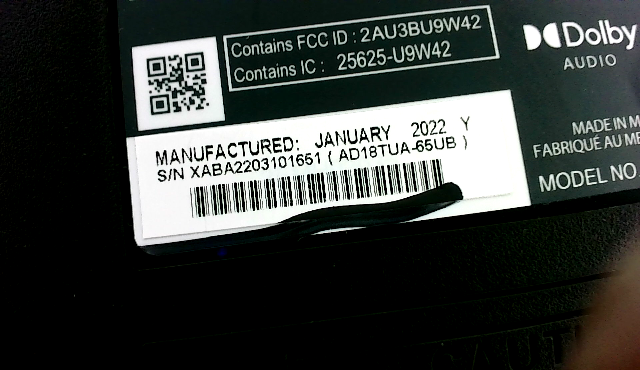 Contains FCC ID : 2AU3BU9W42
Contains IC : 25625-U9W42
Dolby
AUDIO
MANUFACTURED: JANUARY 2022 Y
S/N XABA2203101651 ( AD18TUA-65UB )
MADE IN M
FABRIQUÉ AU ME
MODEL NO.